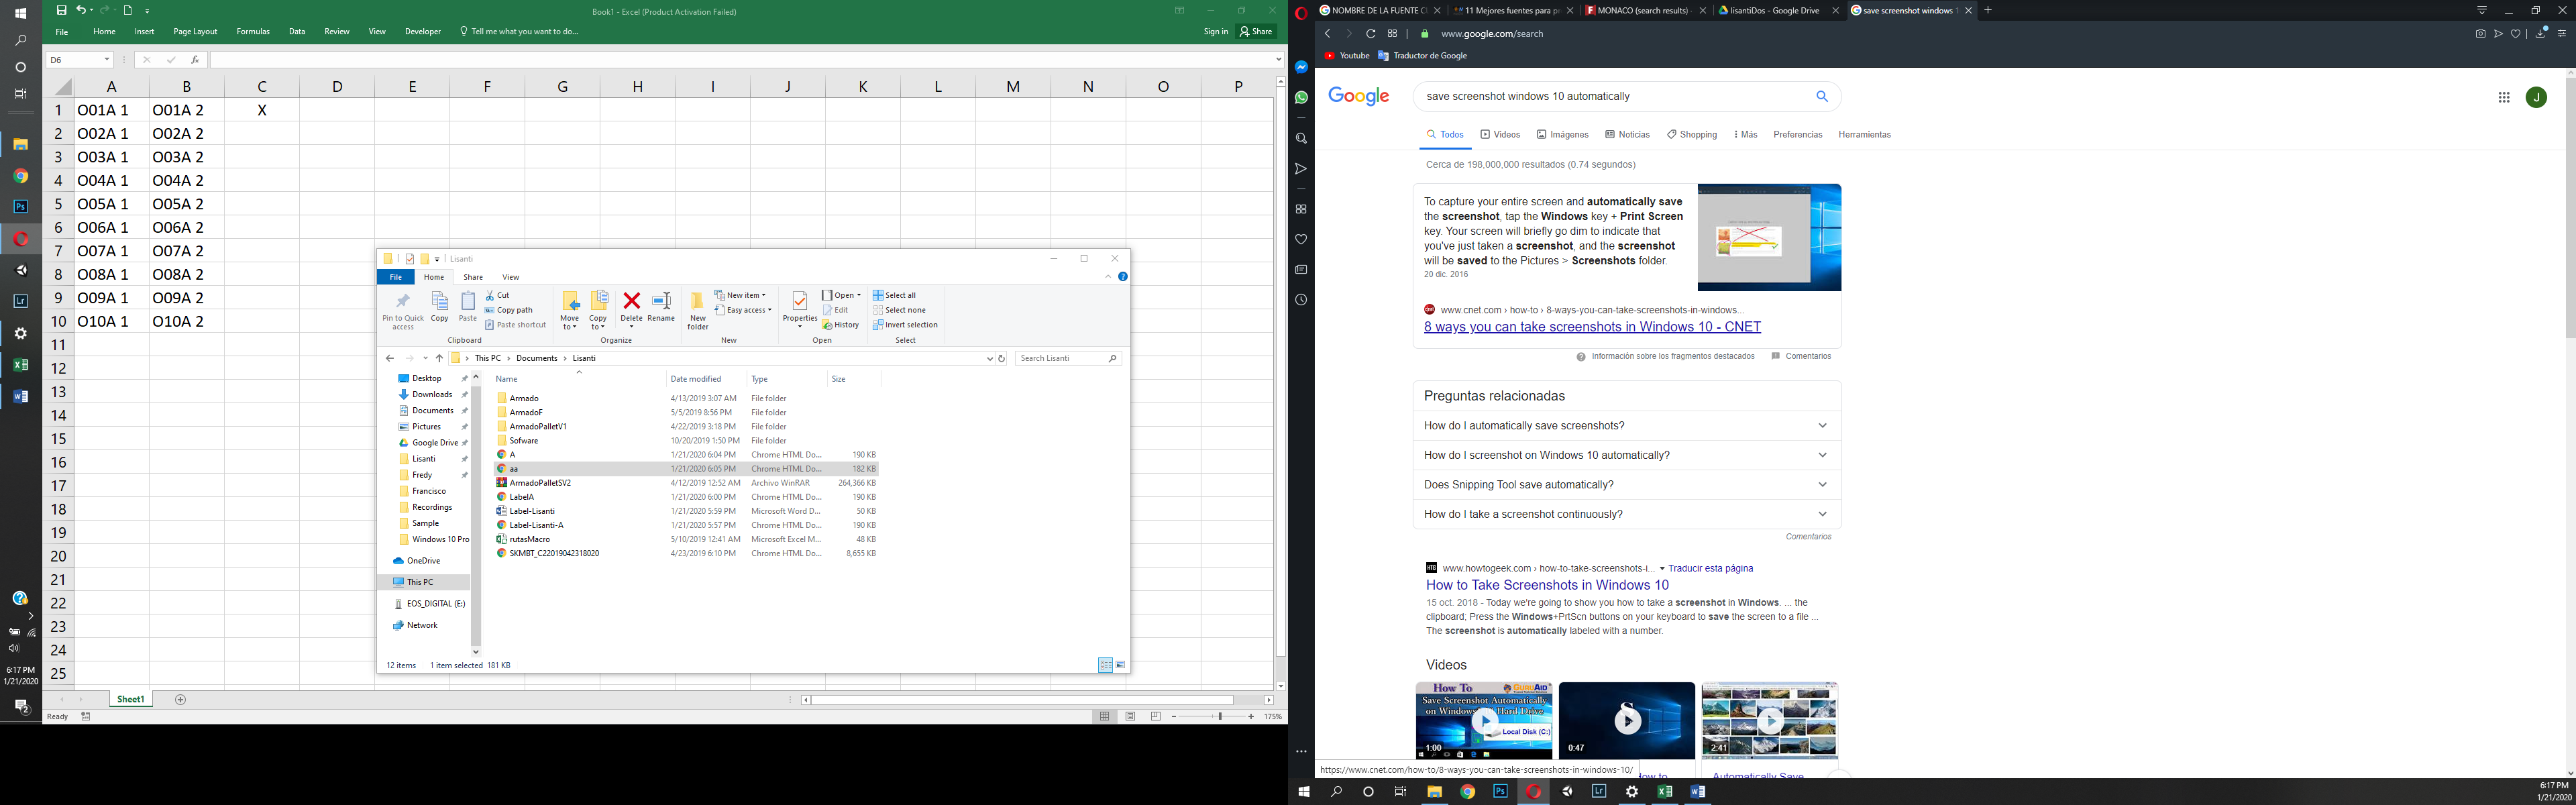 Book1 - Excel (Product Activation Failed)
File Home Insert Page Layout Formulas Data Review View Developer Tell me what you want to do... Sign in Share
D6
A B C D E F G H I J K L M N O P
1 O01A 1 O01A 2 X
2 O02A 1 O02A 2
3 O03A 1 O03A 2
4 O04A 1 O04A 2
5 O05A 1 O05A 2
6 O06A 1 O06A 2
7 O07A 1 O07A 2
8 O08A 1 O08A 2
9 O09A 1 O09A 2
10 O10A 1 O10A 2
11
12
13
14
15
16
17
18
19
20
21
22
23
24
25
Sheet1
Ready 175%
Ps
Lr
6:17 PM
1/21/2020
2
Lisanti
File Home Share View
Pin to Quick access
Copy
Paste
Cut
Copy path
Paste shortcut
Clipboard
Move to
Copy to
Delete
Rename
Organize
New folder
New item
Easy access
New
Properties
Open
Edit
History
Open
Select all
Select none
Invert selection
Select
This PC > Documents > Lisanti
Search Lisanti
Desktop
Downloads
Documents
Pictures
Google Drive
Lisanti
Fredy
Francisco
Recordings
Sample
Windows 10 Pro
OneDrive
This PC
EOS_DIGITAL (E:)
Network
Name Date modified Type Size
Armado 4/13/2019 3:07 AM File folder
ArmadoF 5/5/2019 8:56 PM File folder
ArmadoPalletV1 4/22/2019 3:18 PM File folder
Sofware 10/20/2019 1:50 PM File folder
A 1/21/2020 6:04 PM Chrome HTML Do... 190 KB
aa 1/21/2020 6:05 PM Chrome HTML Do... 182 KB
ArmadoPalletSV2 4/12/2019 12:52 AM Archivo WinRAR 264,366 KB
LabelA 1/21/2020 6:00 PM Chrome HTML Do... 190 KB
Label-Lisanti 1/21/2020 5:59 PM Microsoft Word D... 50 KB
Label-Lisanti-A 1/21/2020 5:57 PM Chrome HTML Do... 190 KB
rutasMacro 5/10/2019 12:41 AM Microsoft Excel M... 48 KB
SKMBT_C22019042318020 4/23/2019 6:10 PM Chrome HTML Do... 8,655 KB
12 items 1 item selected 181 KB
NOMBRE DE LA FUENTE C 11 Mejores fuentes para p MONACO (search results) lisantiDos - Google Drive save screenshot windows 1
www.google.com/search
Youtube Traductor de Google
Google
save screenshot windows 10 automatically
J
Todos Videos Imágenes Noticias Shopping Más Preferencias Herramientas
Cerca de 198,000,000 resultados (0.74 segundos)
To capture your entire screen and automatically save
the screenshot, tap the Windows key + Print Screen
key. Your screen will briefly go dim to indicate that
you've just taken a screenshot, and the screenshot
will be saved to the Pictures > Screenshots folder.
20 dic. 2016
www.cnet.com › how-to › 8-ways-you-can-take-screenshots-in-windows...
8 ways you can take screenshots in Windows 10 - CNET
Información sobre los fragmentos destacados Comentarios
Preguntas relacionadas
How do I automatically save screenshots?
How do I screenshot on Windows 10 automatically?
Does Snipping Tool save automatically?
How do I take a screenshot continuously?
Comentarios
HTG www.howtogeek.com › how-to-take-screenshots-i... Traducir esta página
How to Take Screenshots in Windows 10
15 oct. 2018 - Today we're going to show you how to take a screenshot in Windows. ... the
clipboard; Press the Windows+PrtScn buttons on your keyboard to save the screen to a file ...
The screenshot is automatically labeled with a number.
Videos
How To
Save Screenshot Automatically
Local Disk (C:)
1:00
S
0:47
2:41
https://www.cnet.com/how-to/8-ways-you-can-take-screenshots-in-windows-10/
How to
Automatically Save
Ps
Lr
6:17 PM
1/21/2020